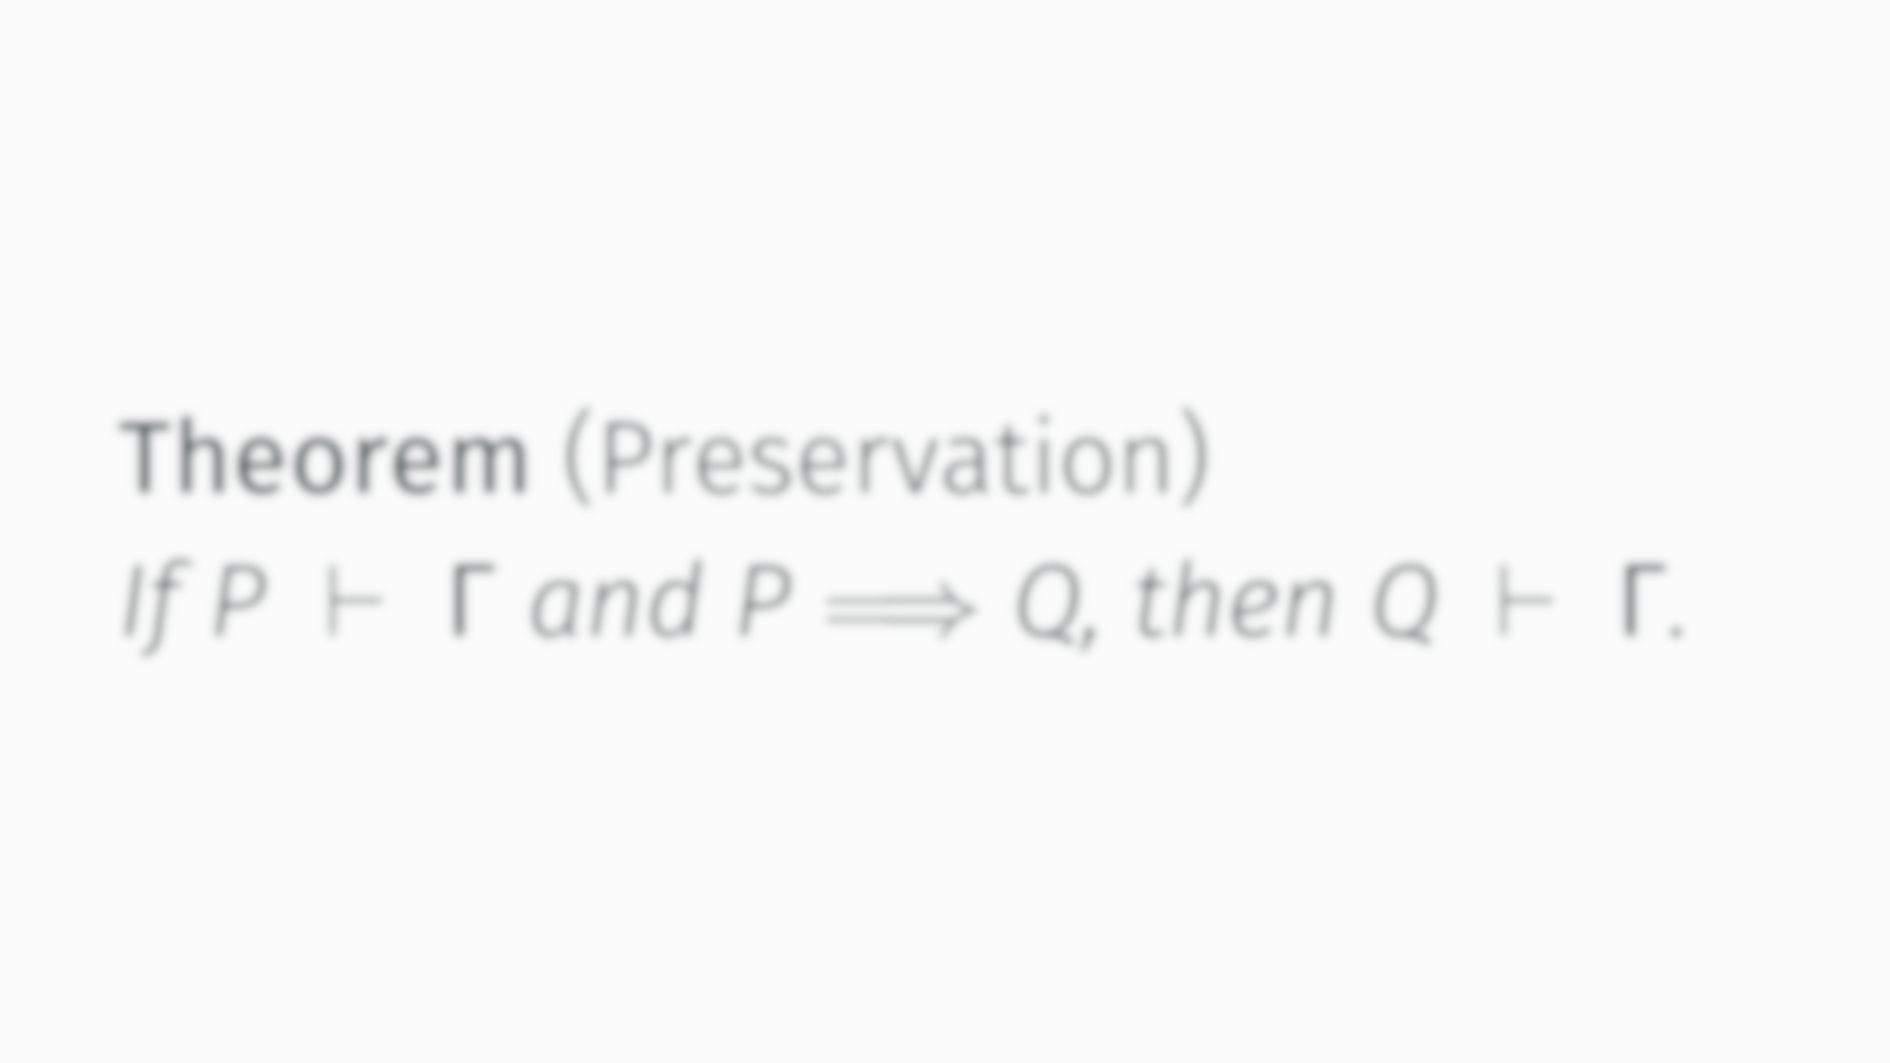 Theorem (Preservation)
If P ⊢ Γ and P ⟹ Q, then Q ⊢ Γ.